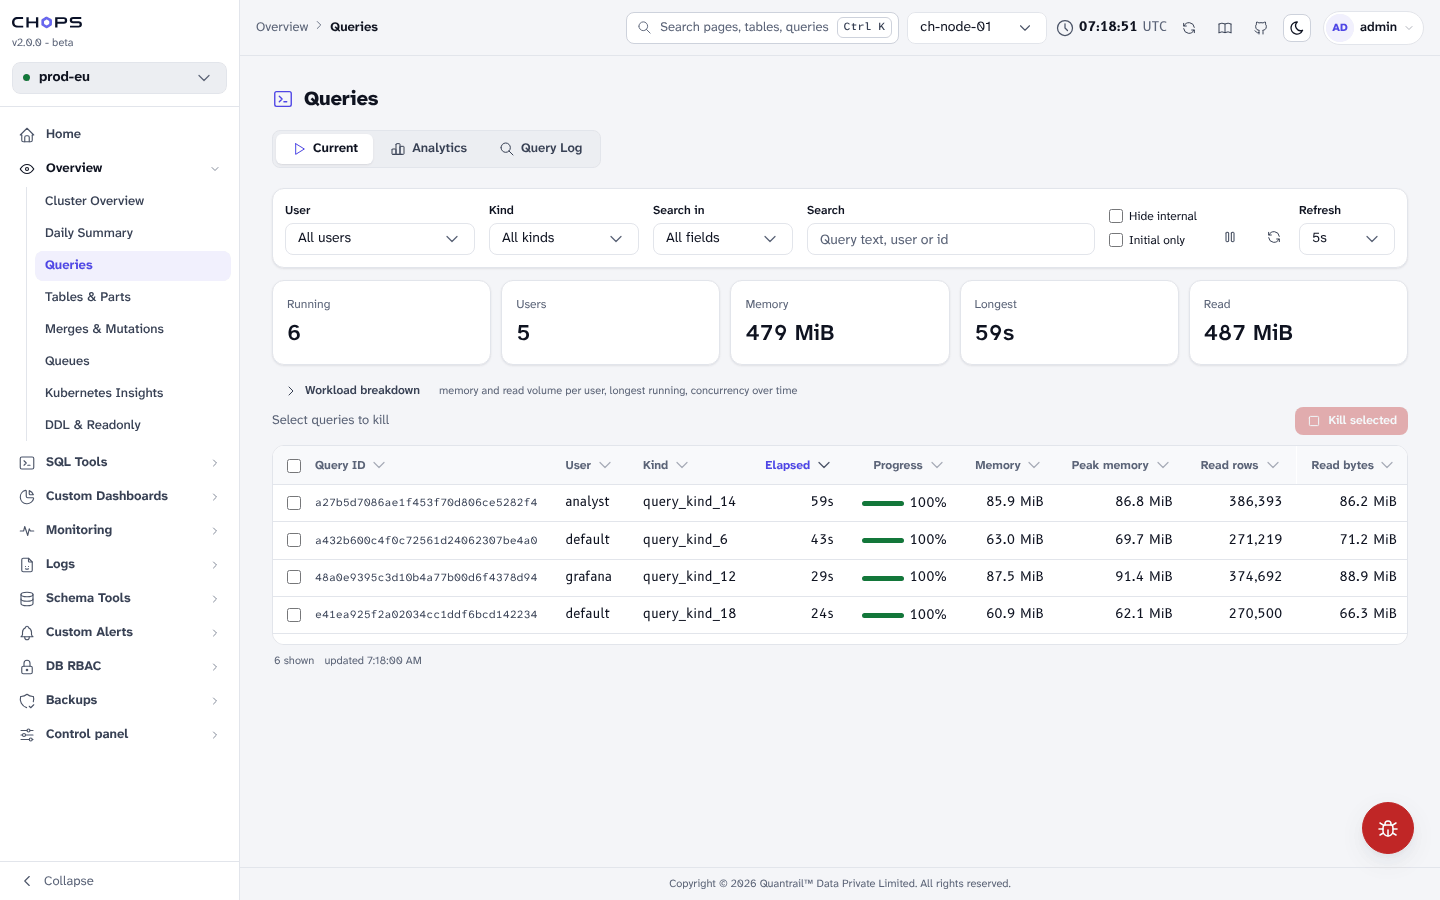 CHOPS
v2.0.0 - beta
prod-eu
Home
Overview
Cluster Overview
Daily Summary
Queries
Tables & Parts
Merges & Mutations
Queues
Kubernetes Insights
DDL & Readonly
SQL Tools
Custom Dashboards
Monitoring
Logs
Schema Tools
Custom Alerts
DB RBAC
Backups
Control panel
Collapse
Overview > Queries
Search pages, tables, queries Ctrl K
ch-node-01
07:18:51 UTC
AD admin
Queries
Current Analytics Query Log
User Kind Search in Search Hide internal Refresh
All users All kinds All fields Query text, user or id Initial only 5s
Running Users Memory Longest Read
6 5 479 MiB 59s 487 MiB
Workload breakdown memory and read volume per user, longest running, concurrency over time
Select queries to kill Kill selected
Query ID User Kind Elapsed Progress Memory Peak memory Read rows Read bytes
a27b5d7086ae1f453f70d806ce5282f4 analyst query_kind_14 59s 100% 85.9 MiB 86.8 MiB 386,393 86.2 MiB
a432b600c4f0c72561d24062307be4a0 default query_kind_6 43s 100% 63.0 MiB 69.7 MiB 271,219 71.2 MiB
48a0e9395c3d10b4a77b00d6f4378d94 grafana query_kind_12 29s 100% 87.5 MiB 91.4 MiB 374,692 88.9 MiB
e41ea925f2a02034cc1ddf6bcd142234 default query_kind_18 24s 100% 60.9 MiB 62.1 MiB 270,500 66.3 MiB
6 shown updated 7:18:00 AM
Copyright © 2026 Quantrail™ Data Private Limited. All rights reserved.